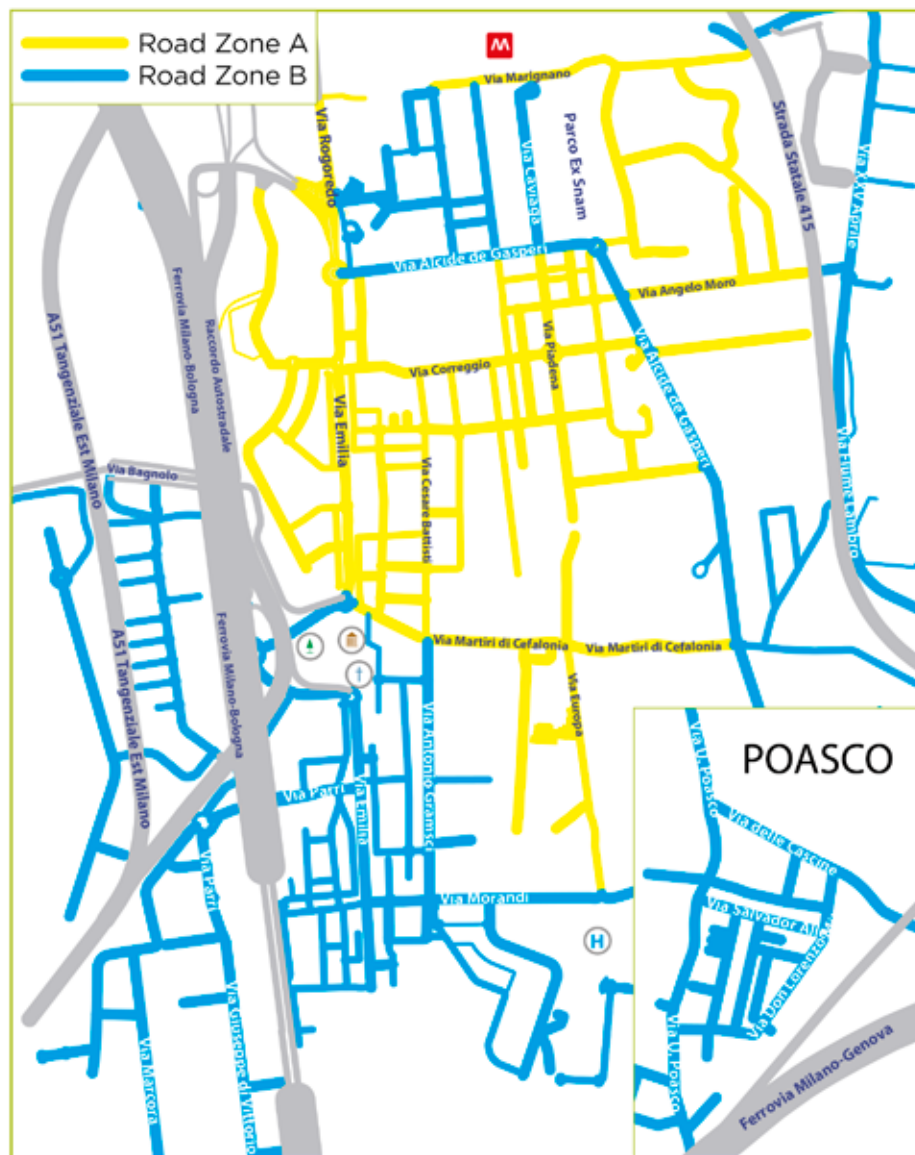 Road Zone A
Road Zone B
M
Via Marignano
Via Rogoredo
Via Caviaga
Parco Ex Snam
Strada Statale 415
Via XXV Aprile
Via Alcide de Gasperi
Via Angelo Moro
Ferrovia Milano-Bologna
Raccordo Autostradale
A51 Tangenziale Est Milano
Via Piadena
Via Correggio
Via Alcide de Gasperi
Via Emilia
Via Cesare Battisti
Via Fiume Lambro
Via Bagnolo
A51 Tangenziale Est Milano
Ferrovia Milano-Bologna
Via Martiri di Cefalonia
Via Martiri di Cefalonia
Via Europa
Via Antonio Gramsci
Via Emilia
Via Parri
Via Parri
Via Morandi
H
Via Marcora
Via Giuseppe di Vittorio
POASCO
Via U. Poasco
Via delle Cascine
Via Salvador All
Via Don Lorenzo Mi
Via U. Poasco
Ferrovia Milano-Genova